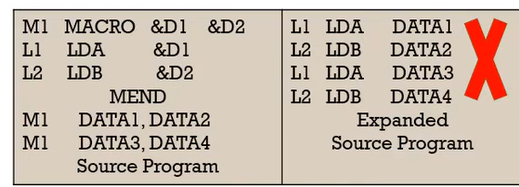 M1 MACRO &D1 &D2
L1 LDA &D1
L2 LDB &D2
MEND
M1 DATA1, DATA2
M1 DATA3, DATA4
Source Program
L1 LDA DATA1
L2 LDB DATA2
L1 LDA DATA3
L2 LDB DATA4
Expanded
Source Program